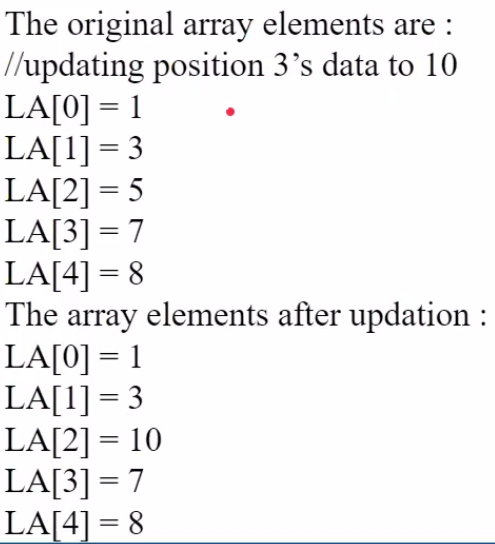 The original array elements are :
//updating position 3’s data to 10
LA[0] = 1
LA[1] = 3
LA[2] = 5
LA[3] = 7
LA[4] = 8
The array elements after updation :
LA[0] = 1
LA[1] = 3
LA[2] = 10
LA[3] = 7
LA[4] = 8